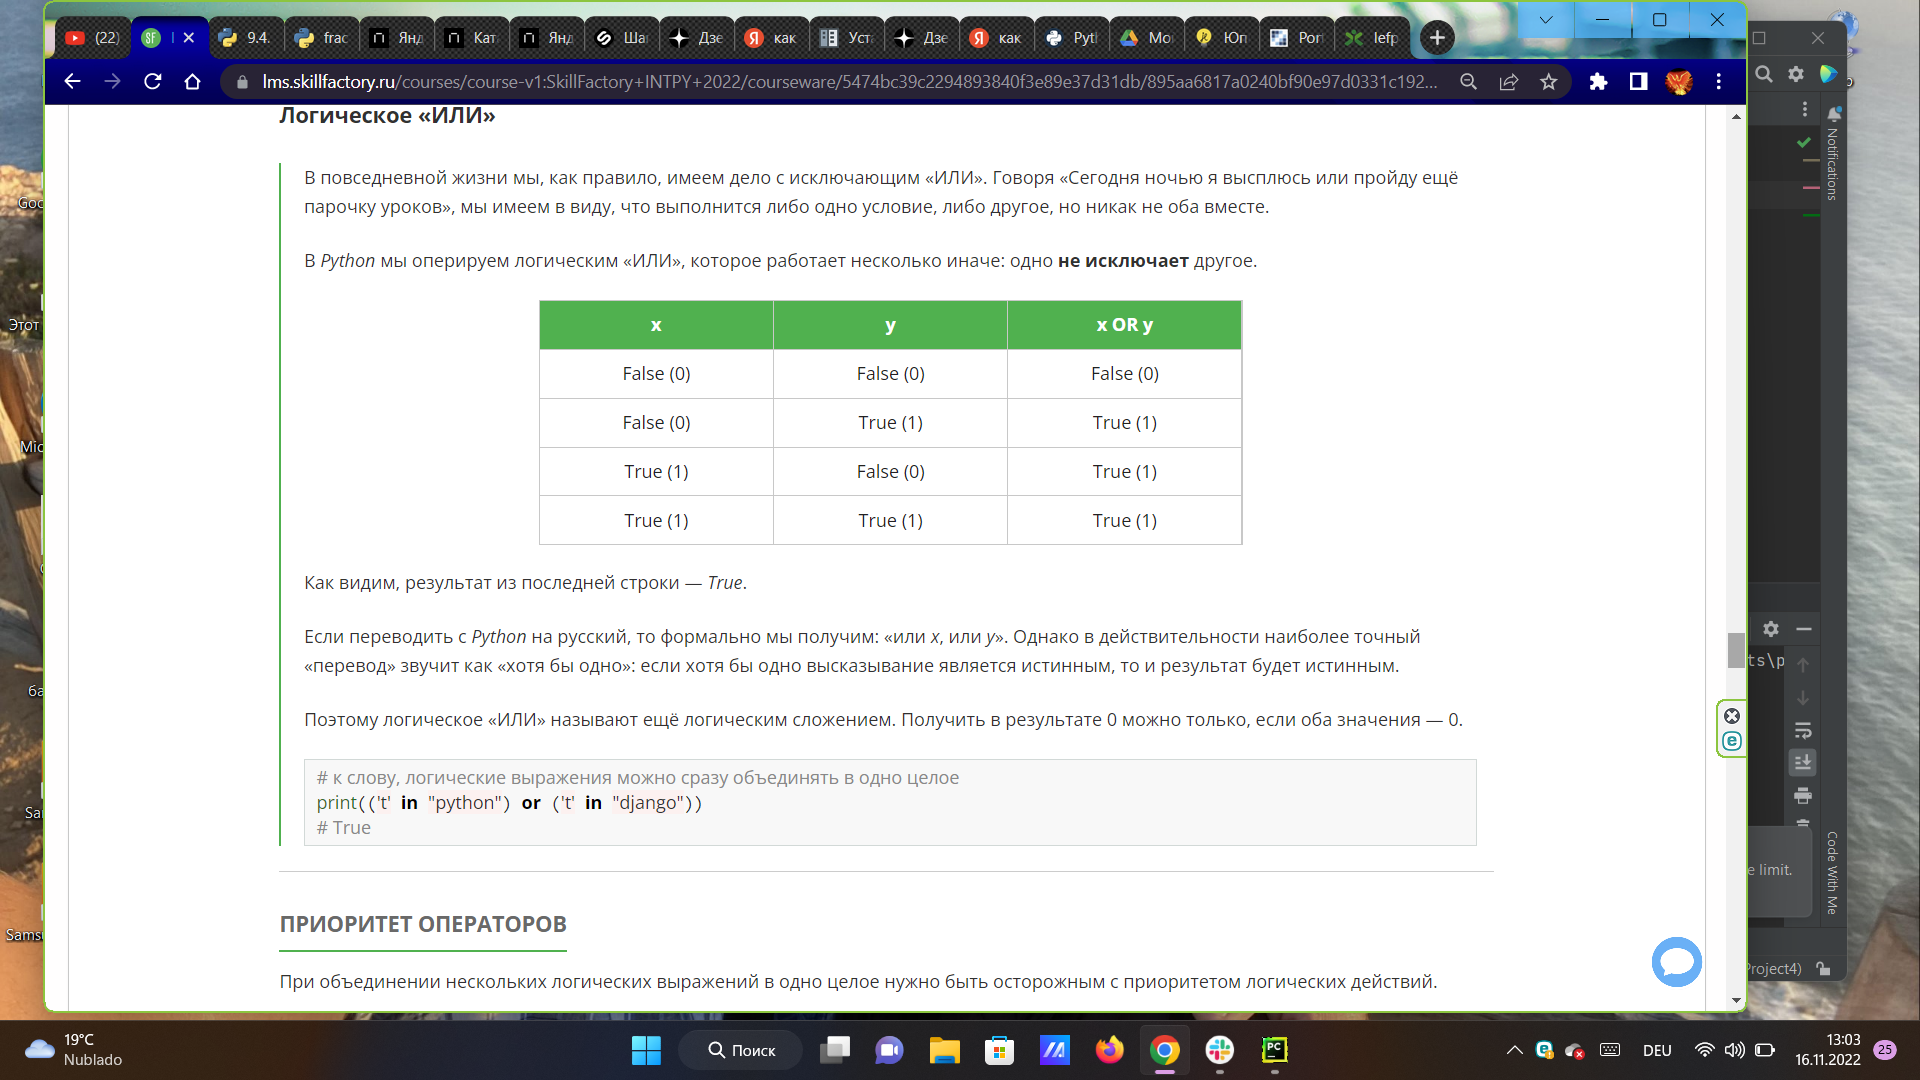 (22)
9.4.
frac
Янд
Кат
Янд
Ша
Дзе
как
Уст
Дзе
как
Pyt
Мо
Юп
Por
lefp
lms.skillfactory.ru/courses/course-v1:SkillFactory+INTPY+2022/courseware/5474bc39c2294893840f3e89e37d31db/895aa6817a0240bf90e97d0331c192...
Логическое «ИЛИ»
В повседневной жизни мы, как правило, имеем дело с исключающим «ИЛИ». Говоря «Сегодня ночью я высплюсь или пройду ещё
парочку уроков», мы имеем в виду, что выполнится либо одно условие, либо другое, но никак не оба вместе.
В Python мы оперируем логическим «ИЛИ», которое работает несколько иначе: одно не исключает другое.
x y x OR y
False (0) False (0) False (0)
False (0) True (1) True (1)
True (1) False (0) True (1)
True (1) True (1) True (1)
Как видим, результат из последней строки — True.
Если переводить с Python на русский, то формально мы получим: «или x, или y». Однако в действительности наиболее точный
«перевод» звучит как «хотя бы одно»: если хотя бы одно высказывание является истинным, то и результат будет истинным.
Поэтому логическое «ИЛИ» называют ещё логическим сложением. Получить в результате 0 можно только, если оба значения — 0.
# к слову, логические выражения можно сразу объединять в одно целое
print(('t' in "python") or ('t' in "django"))
# True
ПРИОРИТЕТ ОПЕРАТОРОВ
При объединении нескольких логических выражений в одно целое нужно быть осторожным с приоритетом логических действий.
Goo
Этот
Mic
ба
Sa
Sams
Notifications
ts\p
e limit.
Code With Me
Project4)
19°C
Nublado
Поиск
DEU
13:03
16.11.2022
25